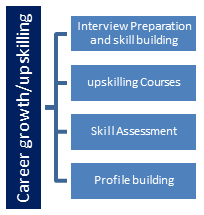 Career growth/upskilling
Interview Preparation
and skill building
upskilling Courses
Skill Assessment
Profile building